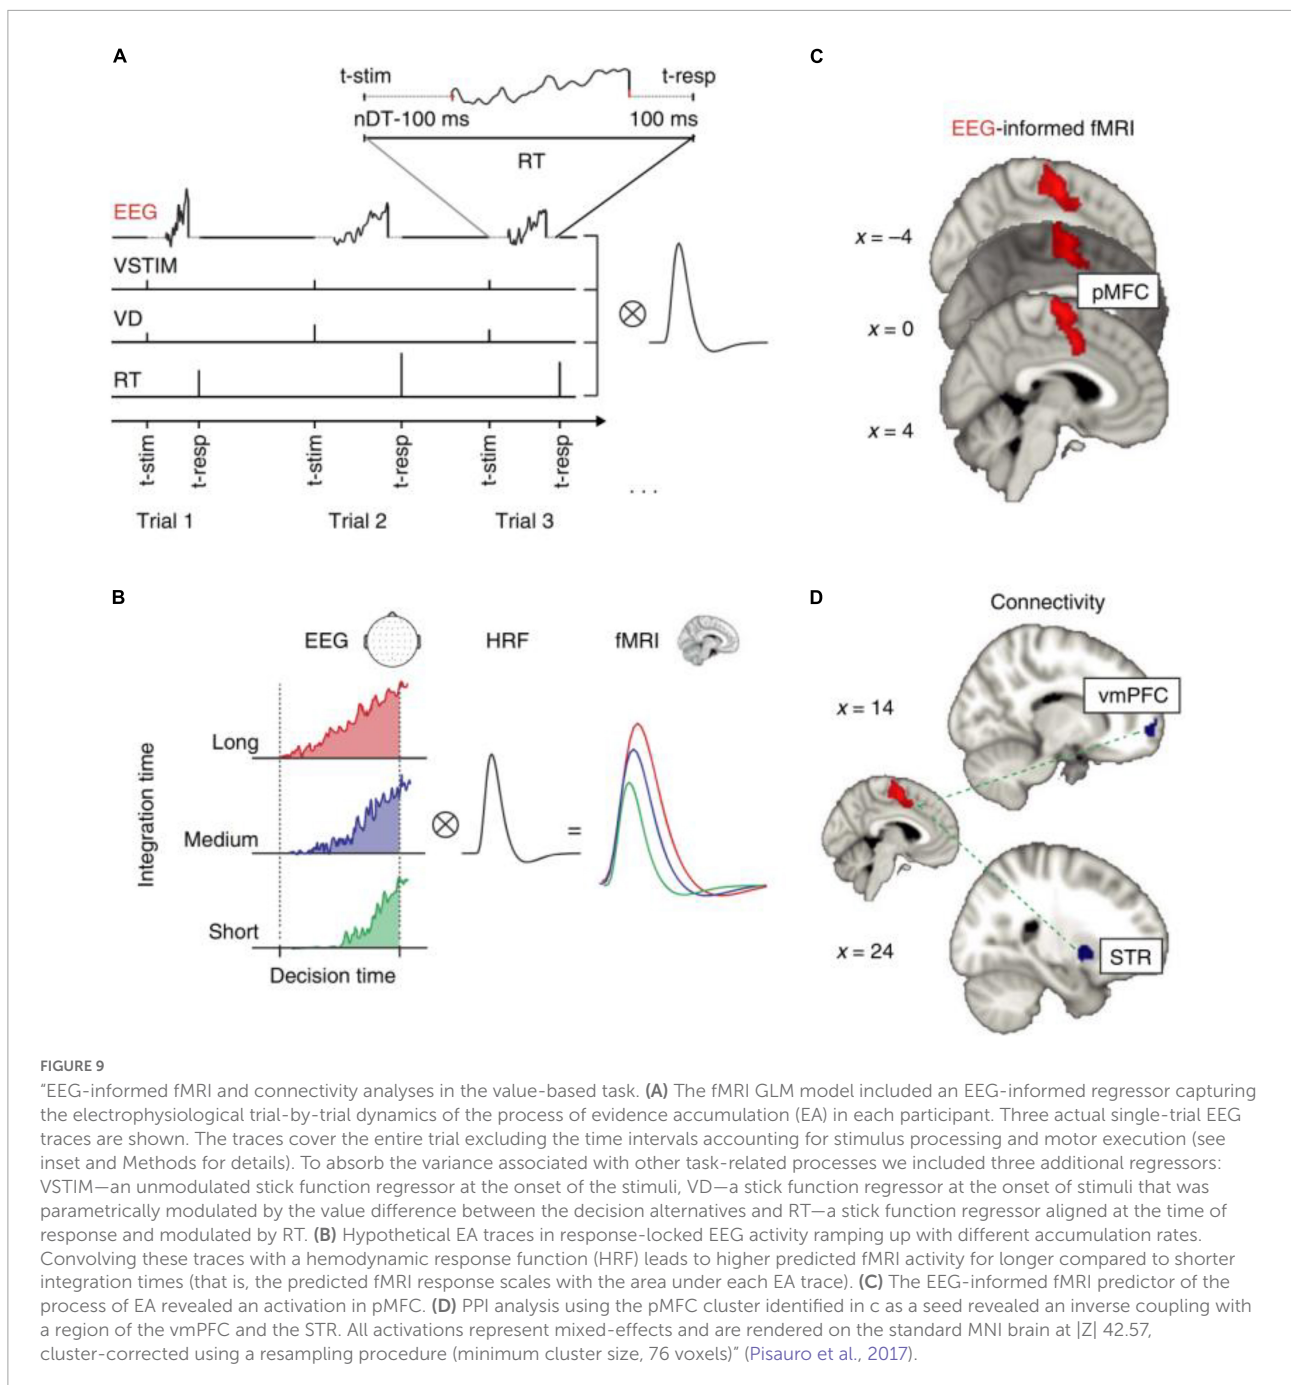 A
t-stim
t-resp
nDT-100 ms
100 ms
RT
EEG
VSTIM
VD
RT
t-stim
t-resp
t-stim
t-resp
t-stim
t-resp
. . .
Trial 1
Trial 2
Trial 3
C
EEG-informed fMRI
x = –4
pMFC
x = 0
x = 4
B
EEG
HRF
fMRI
Integration time
Long
Medium
=
Short
Decision time
D
Connectivity
vmPFC
x = 14
x = 24
STR
FIGURE 9
"EEG-informed fMRI and connectivity analyses in the value-based task. (A) The fMRI GLM model included an EEG-informed regressor capturing
the electrophysiological trial-by-trial dynamics of the process of evidence accumulation (EA) in each participant. Three actual single-trial EEG
traces are shown. The traces cover the entire trial excluding the time intervals accounting for stimulus processing and motor execution (see
inset and Methods for details). To absorb the variance associated with other task-related processes we included three additional regressors:
VSTIM—an unmodulated stick function regressor at the onset of the stimuli, VD—a stick function regressor at the onset of stimuli that was
parametrically modulated by the value difference between the decision alternatives and RT—a stick function regressor aligned at the time of
response and modulated by RT. (B) Hypothetical EA traces in response-locked EEG activity ramping up with different accumulation rates.
Convolving these traces with a hemodynamic response function (HRF) leads to higher predicted fMRI activity for longer compared to shorter
integration times (that is, the predicted fMRI response scales with the area under each EA trace). (C) The EEG-informed fMRI predictor of the
process of EA revealed an activation in pMFC. (D) PPI analysis using the pMFC cluster identified in c as a seed revealed an inverse coupling with
a region of the vmPFC and the STR. All activations represent mixed-effects and are rendered on the standard MNI brain at |Z| 42.57,
cluster-corrected using a resampling procedure (minimum cluster size, 76 voxels)" (Pisauro et al., 2017).